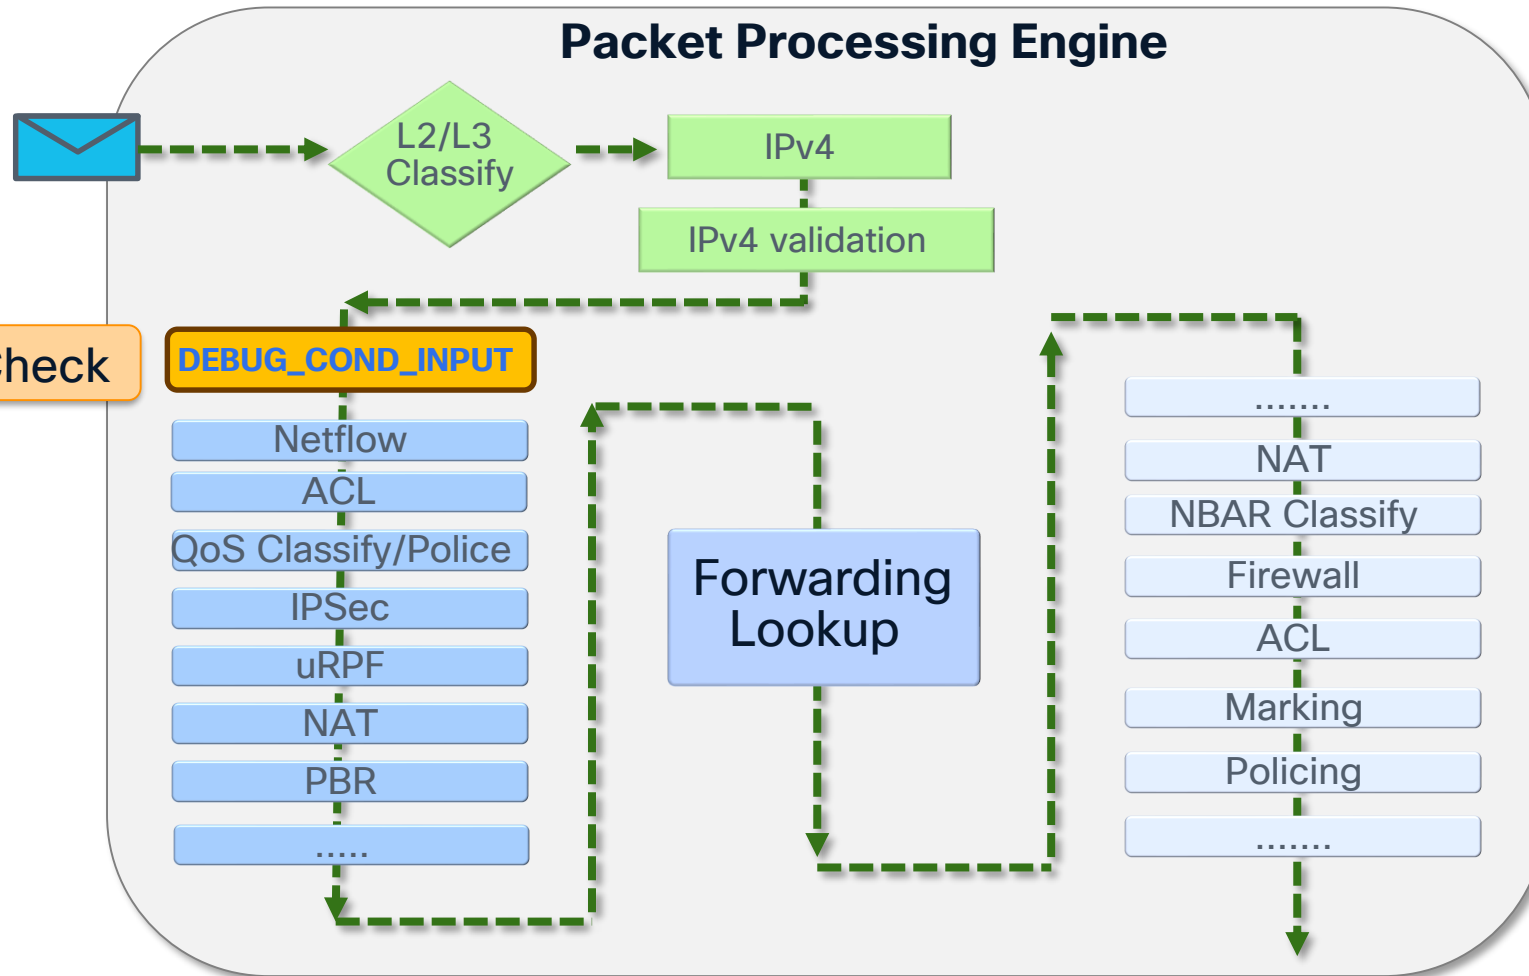 Packet Processing Engine
L2/L3
Classify
IPv4
IPv4 validation
DEBUG_COND_INPUT
Netflow
ACL
QoS Classify/Police
IPSec
uRPF
NAT
PBR
.....
Forwarding
Lookup
.......
NAT
NBAR Classify
Firewall
ACL
Marking
Policing
.......